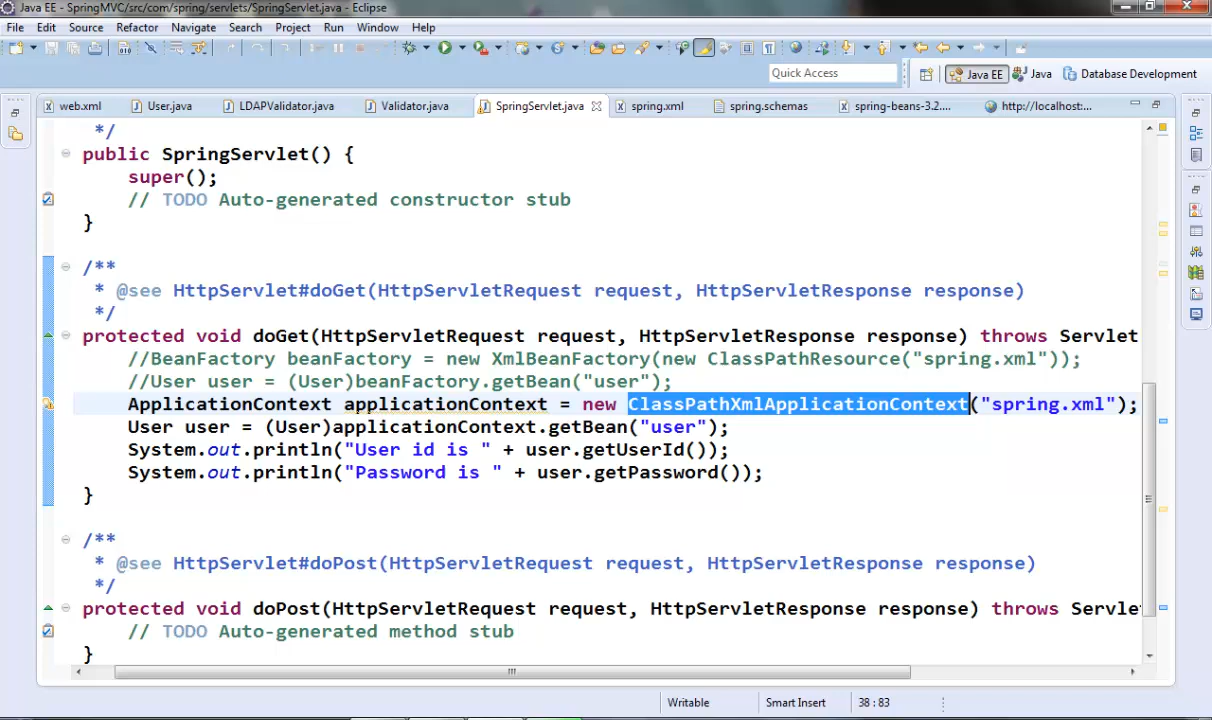 Java EE - SpringMVC/src/com/spring/servlets/SpringServlet.java - Eclipse
File Edit Source Refactor Navigate Search Project Run Window Help
Quick Access Java EE Java Database Development
web.xml User.java LDAPValidator.java Validator.java SpringServlet.java spring.xml spring.schemas spring-beans-3.2.... http://localhost:...
*/
public SpringServlet() {
super();
// TODO Auto-generated constructor stub
}
/**
* @see HttpServlet#doGet(HttpServletRequest request, HttpServletResponse response)
*/
protected void doGet(HttpServletRequest request, HttpServletResponse response) throws Servlet
//BeanFactory beanFactory = new XmlBeanFactory(new ClassPathResource("spring.xml"));
//User user = (User)beanFactory.getBean("user");
ApplicationContext applicationContext = new ClassPathXmlApplicationContext("spring.xml");
User user = (User)applicationContext.getBean("user");
System.out.println("User id is " + user.getUserId());
System.out.println("Password is " + user.getPassword());
}
/**
* @see HttpServlet#doPost(HttpServletRequest request, HttpServletResponse response)
*/
protected void doPost(HttpServletRequest request, HttpServletResponse response) throws Servlet
// TODO Auto-generated method stub
}
Writable Smart Insert 38 : 83